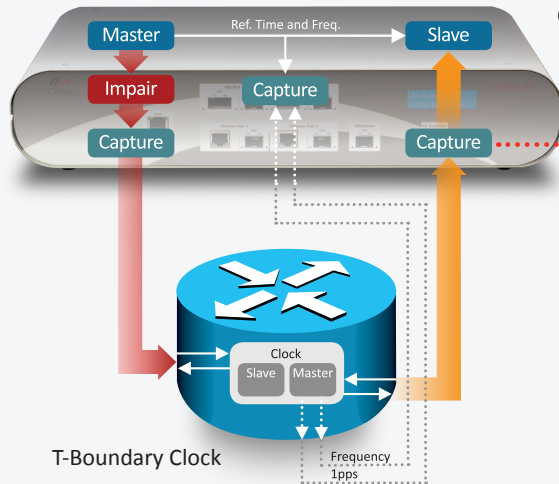 Ref. Time and Freq.
Master
Slave
Impair
Capture
Capture
Capture
Clock
Slave
Master
T-Boundary Clock
Frequency
1pps